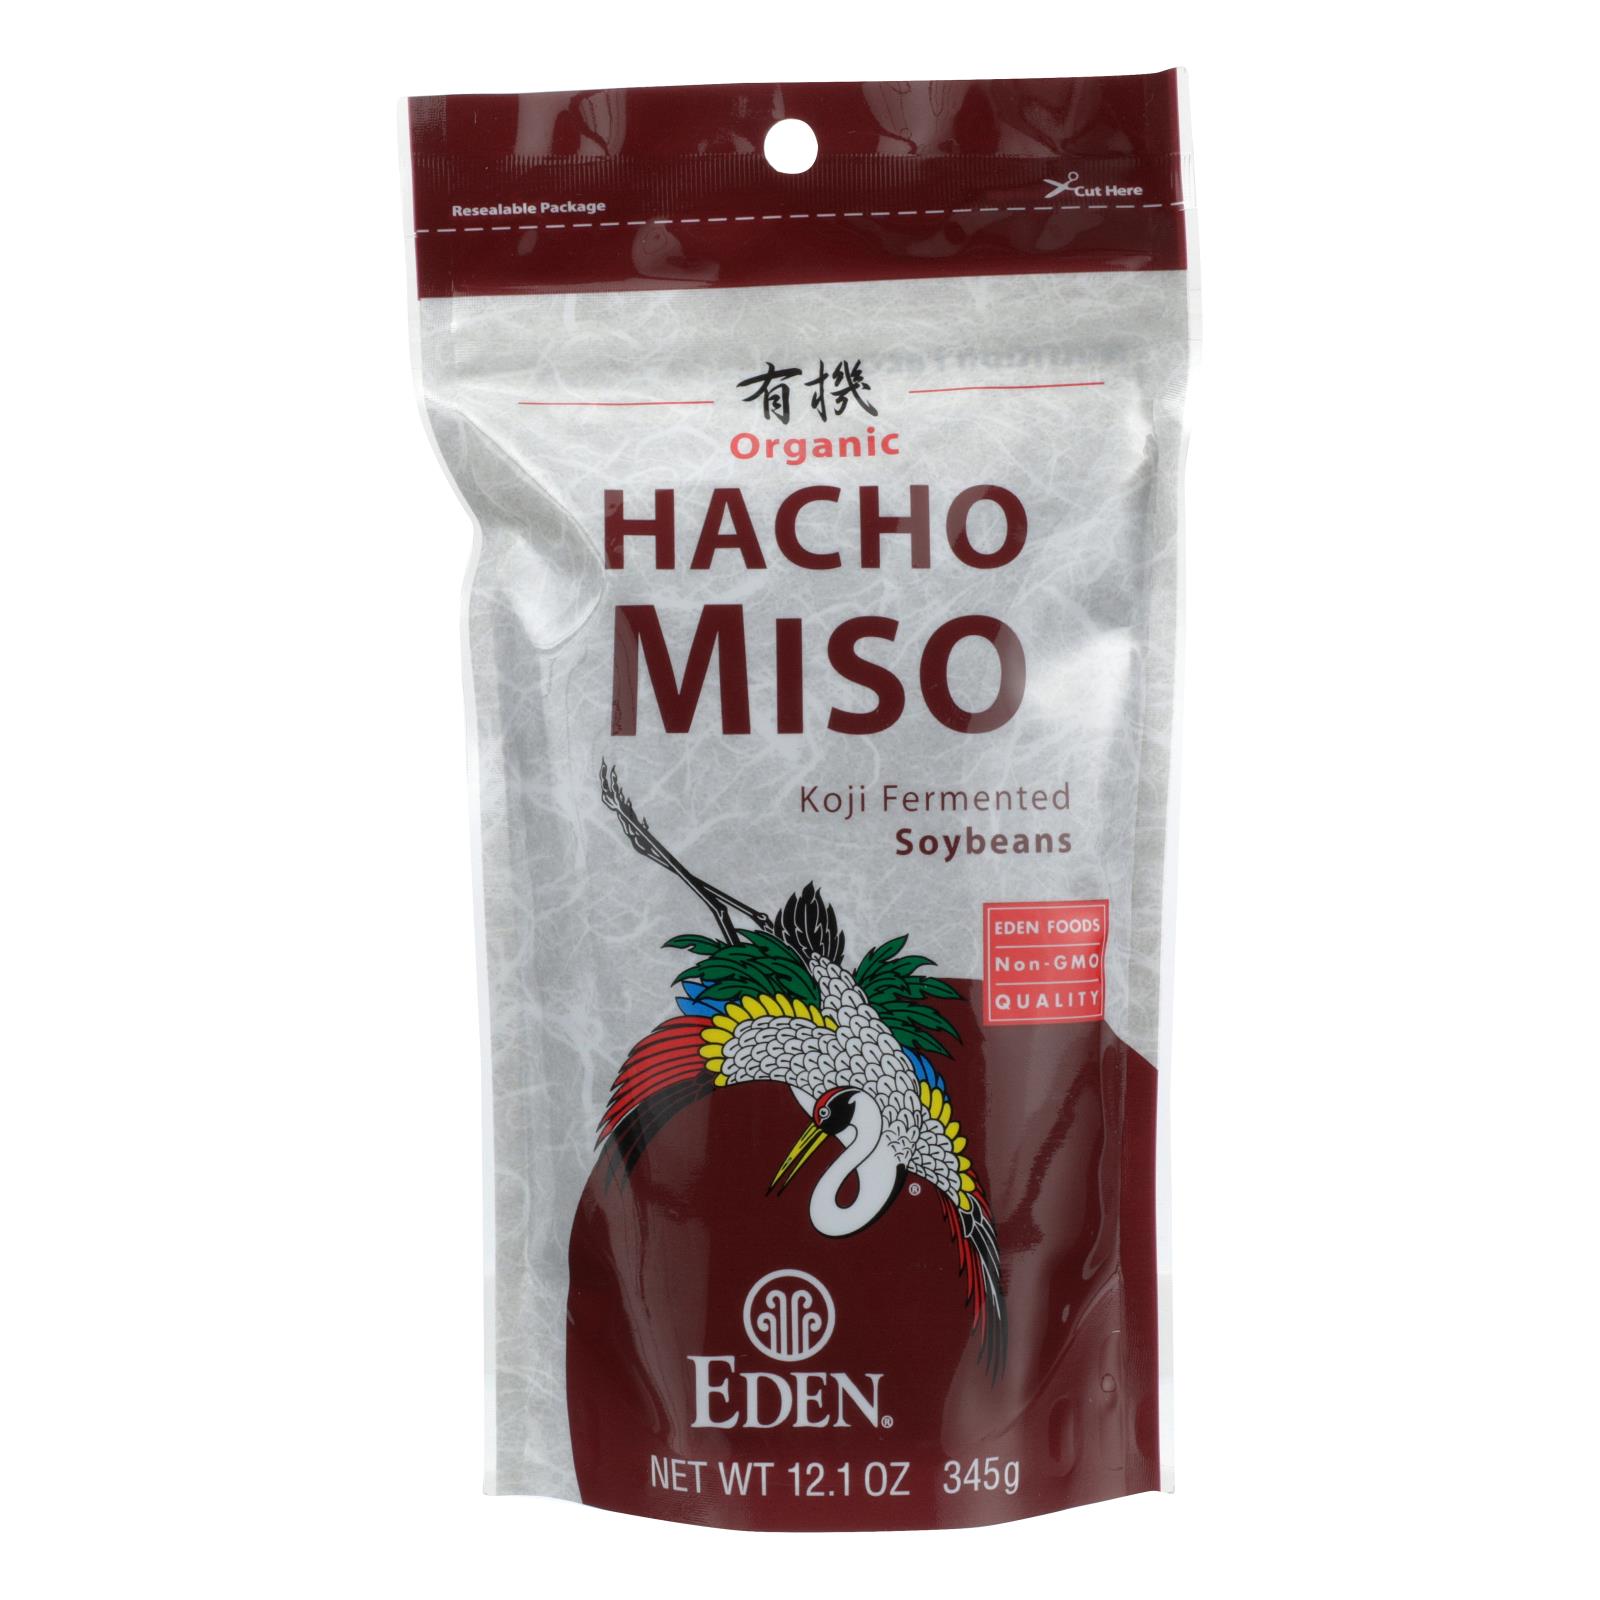 Resealable Package
Cut Here
有機
Organic
HACHO
MISO
Koji Fermented
Soybeans
EDEN FOODS
Non-GMO
QUALITY
®
EDEN®
NET WT 12.1 OZ 345g